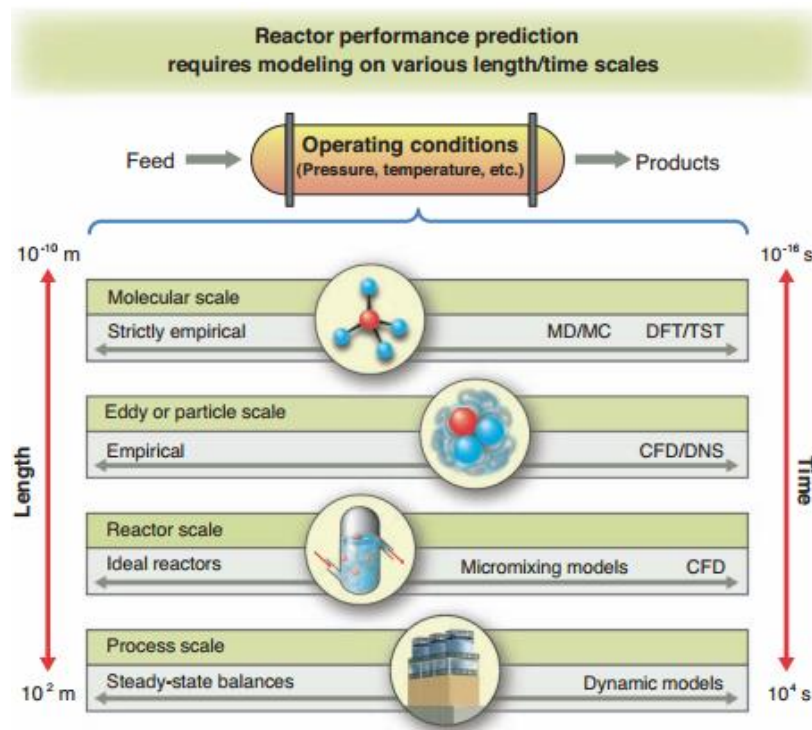 Reactor performance prediction
requires modeling on various length/time scales
Feed
Operating conditions
(Pressure, temperature, etc.)
Products
10⁻¹⁰ m
10⁻¹⁶ s
Molecular scale
Strictly empirical
MD/MC
DFT/TST
Eddy or particle scale
Empirical
CFD/DNS
Length
Time
Reactor scale
Ideal reactors
Micromixing models
CFD
Process scale
Steady-state balances
Dynamic models
10² m
10⁴ s